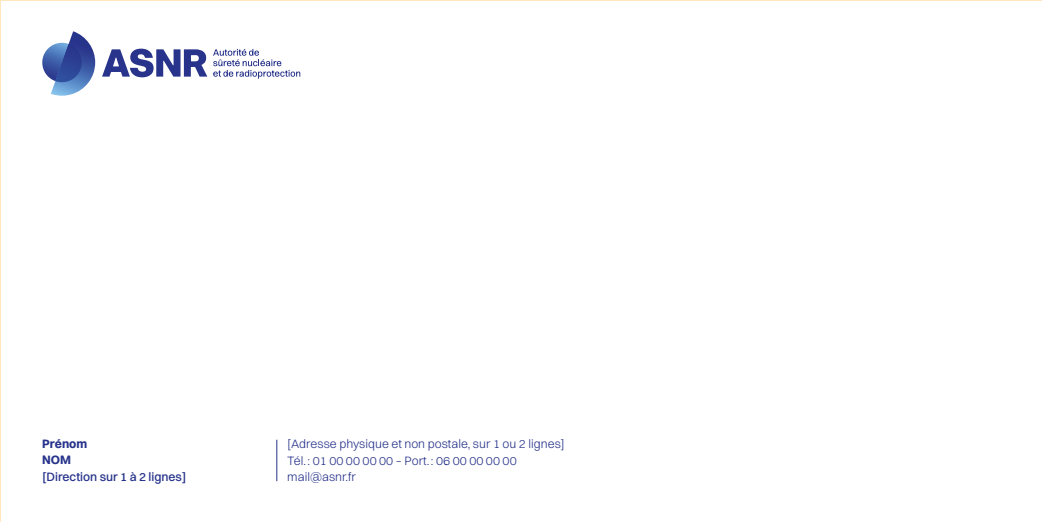 ASNR
Autorité de
sûreté nucléaire
et de radioprotection
Prénom
NOM
[Direction sur 1 à 2 lignes]
[Adresse physique et non postale, sur 1 ou 2 lignes]
Tél. : 01 00 00 00 00 – Port. : 06 00 00 00 00
mail@asnr.fr